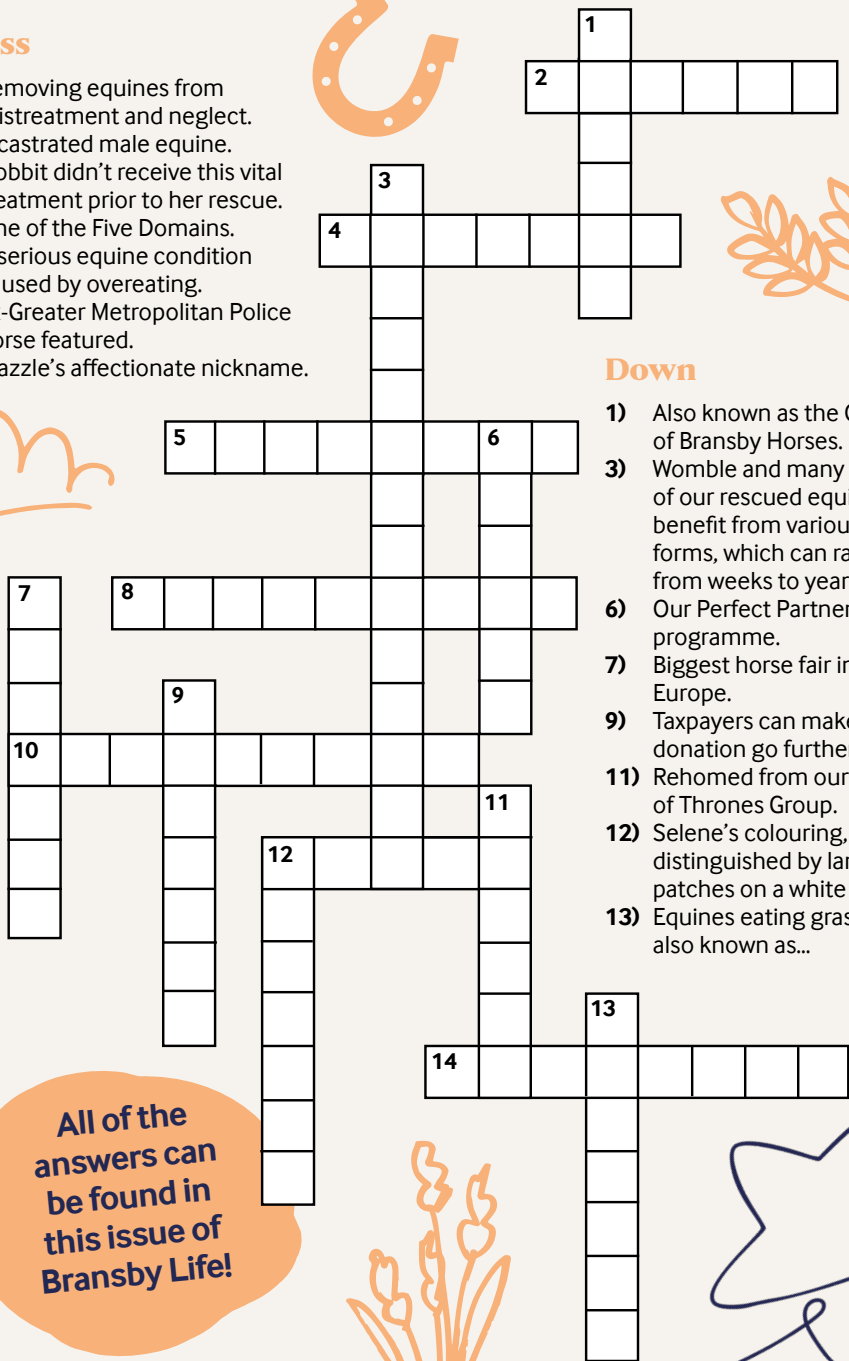 ss
emoving equines from
istreatment and neglect.
castrated male equine.
obbit didn't receive this vital
eatment prior to her rescue.
ne of the Five Domains.
serious equine condition
used by overeating.
-Greater Metropolitan Police
orse featured.
azzle's affectionate nickname.
1
2
3
4
5
6
7
8
9
10
11
12
13
14
Down
1) Also known as the
of Bransby Horses.
3) Womble and many
of our rescued equi
benefit from variou
forms, which can ra
from weeks to year
6) Our Perfect Partner
programme.
7) Biggest horse fair in
Europe.
9) Taxpayers can make
donation go further
11) Rehomed from our
of Thrones Group.
12) Selene's colouring,
distinguished by lar
patches on a white
13) Equines eating gras
also known as...
All of the
answers can
be found in
this issue of
Bransby Life!